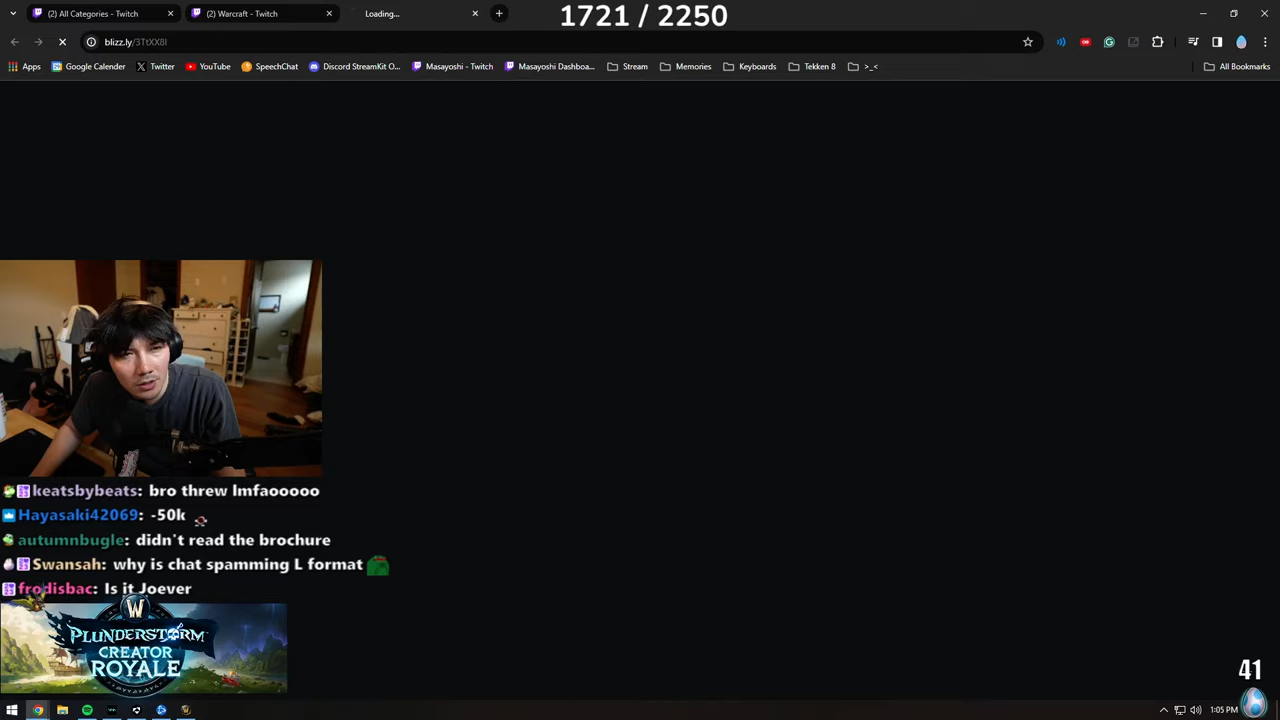 (2) All Categories - Twitch
(2) Warcraft - Twitch
Loading...
1721 / 2250
blizz.ly/3TtXX8I
Apps
Google Calender
Twitter
YouTube
SpeechChat
Discord StreamKit O...
Masayoshi - Twitch
Masayoshi Dashboa...
Stream
Memories
Keyboards
Tekken 8
>_<
All Bookmarks
keatsbybeats: bro threw lmfaooooo
Hayasaki42069: -50k
autumnbugle: didn't read the brochure
Swansah: why is chat spamming L format
frodisbac: Is it Joever
W
PLUNDERSTORM
CREATOR
ROYALE
41
1:05 PM